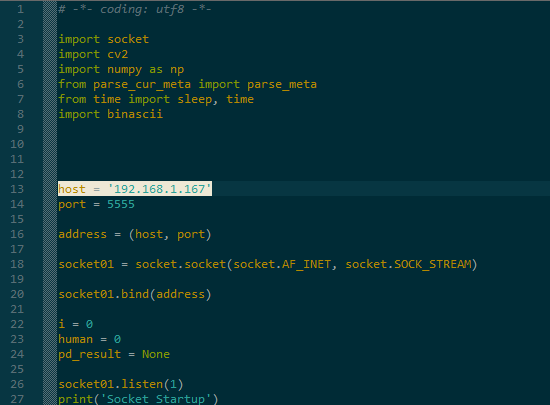 1 # -*- coding: utf8 -*-
2
3 import socket
4 import cv2
5 import numpy as np
6 from parse_cur_meta import parse_meta
7 from time import sleep, time
8 import binascii
9
10
11
12
13 host = '192.168.1.167'
14 port = 5555
15
16 address = (host, port)
17
18 socket01 = socket.socket(socket.AF_INET, socket.SOCK_STREAM)
19
20 socket01.bind(address)
21
22 i = 0
23 human = 0
24 pd_result = None
25
26 socket01.listen(1)
27 print('Socket Startup')